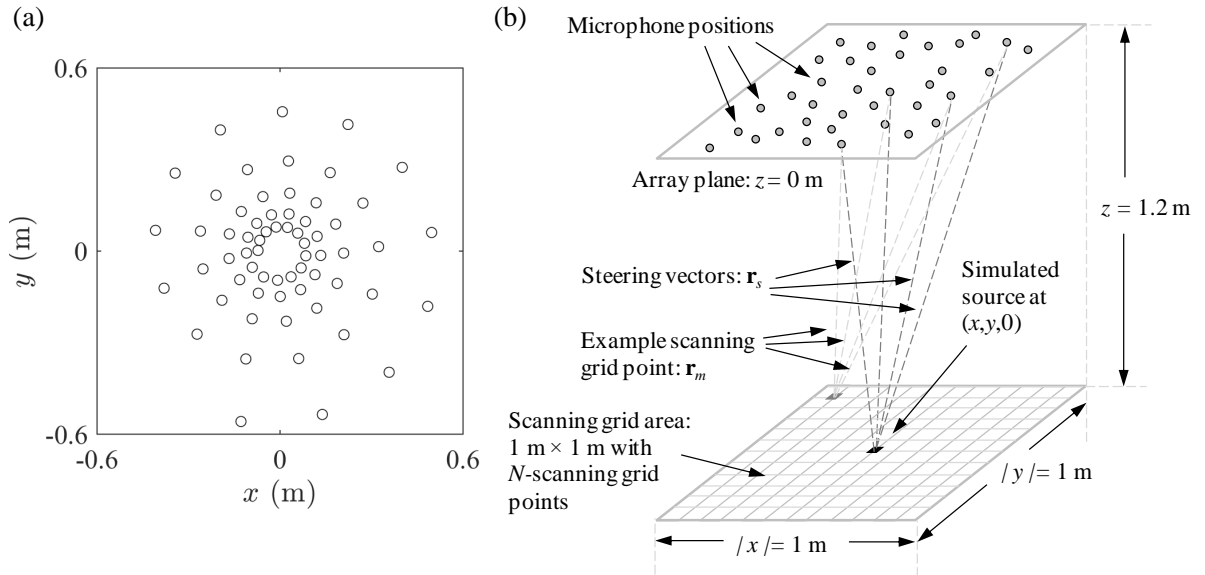 (a)
0.6
0
-0.6
-0.6
0
0.6
x (m)
y (m)
(b)
Microphone positions
Array plane: z = 0 m
z = 1.2 m
Steering vectors: rₛ
Simulated
source at
(x,y,0)
Example scanning
grid point: rₘ
Scanning grid area:
1 m × 1 m with
N-scanning grid
points
| y |= 1 m
| x |= 1 m